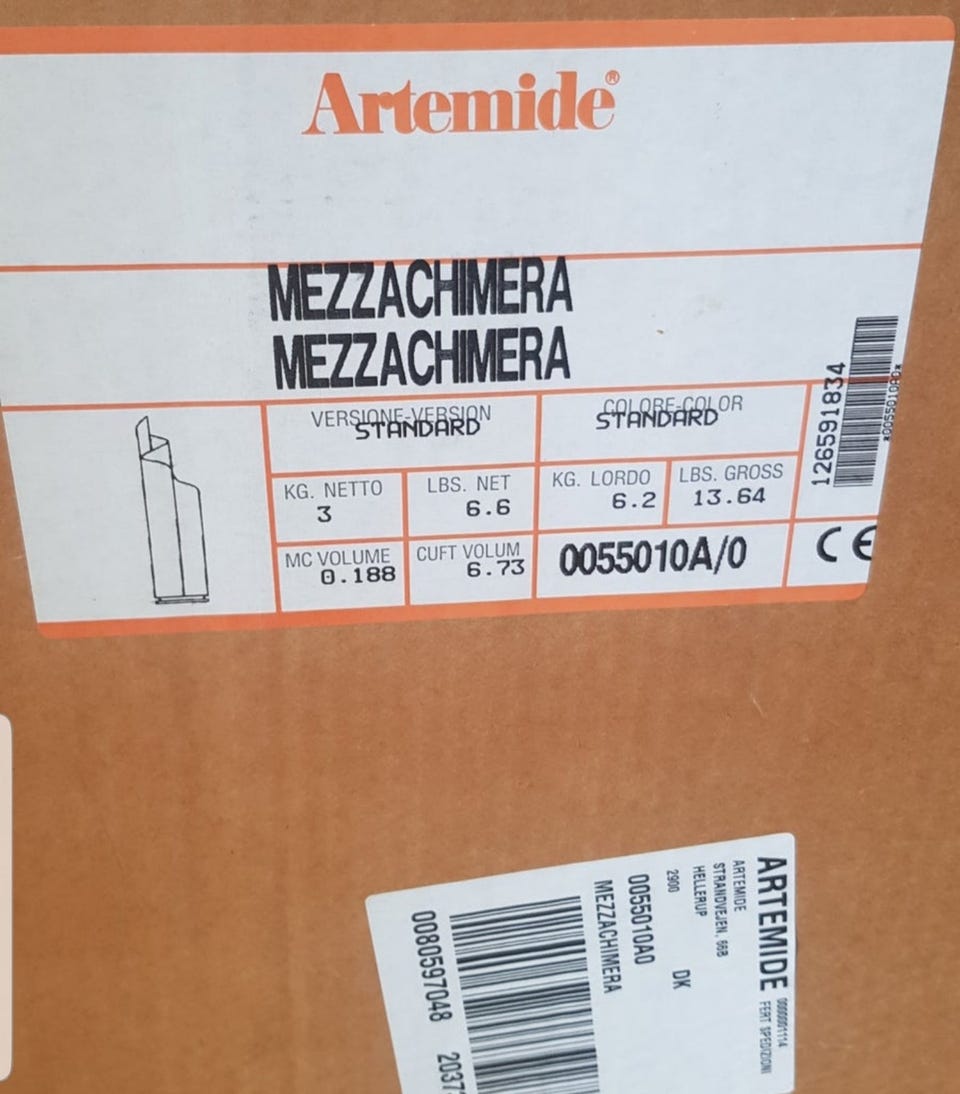 Artemide®
MEZZACHIMERA
MEZZACHIMERA
VERSIONE-VERSION
STANDARD
COLORE-COLOR
STANDARD
KG. NETTO
3
LBS. NET
6.6
KG. LORDO
6.2
LBS. GROSS
13.64
MC VOLUME
0.188
CUFT VOLUM
6.73
0055010A/0
CE
126591834
ARTEMIDE
0000001114
FERT SPEDIZIONI
ARTEMIDE
STRANDVEJEN, 66B
HELLERUP
2900 DK
0055010A0
MEZZACHIMERA
0080597048